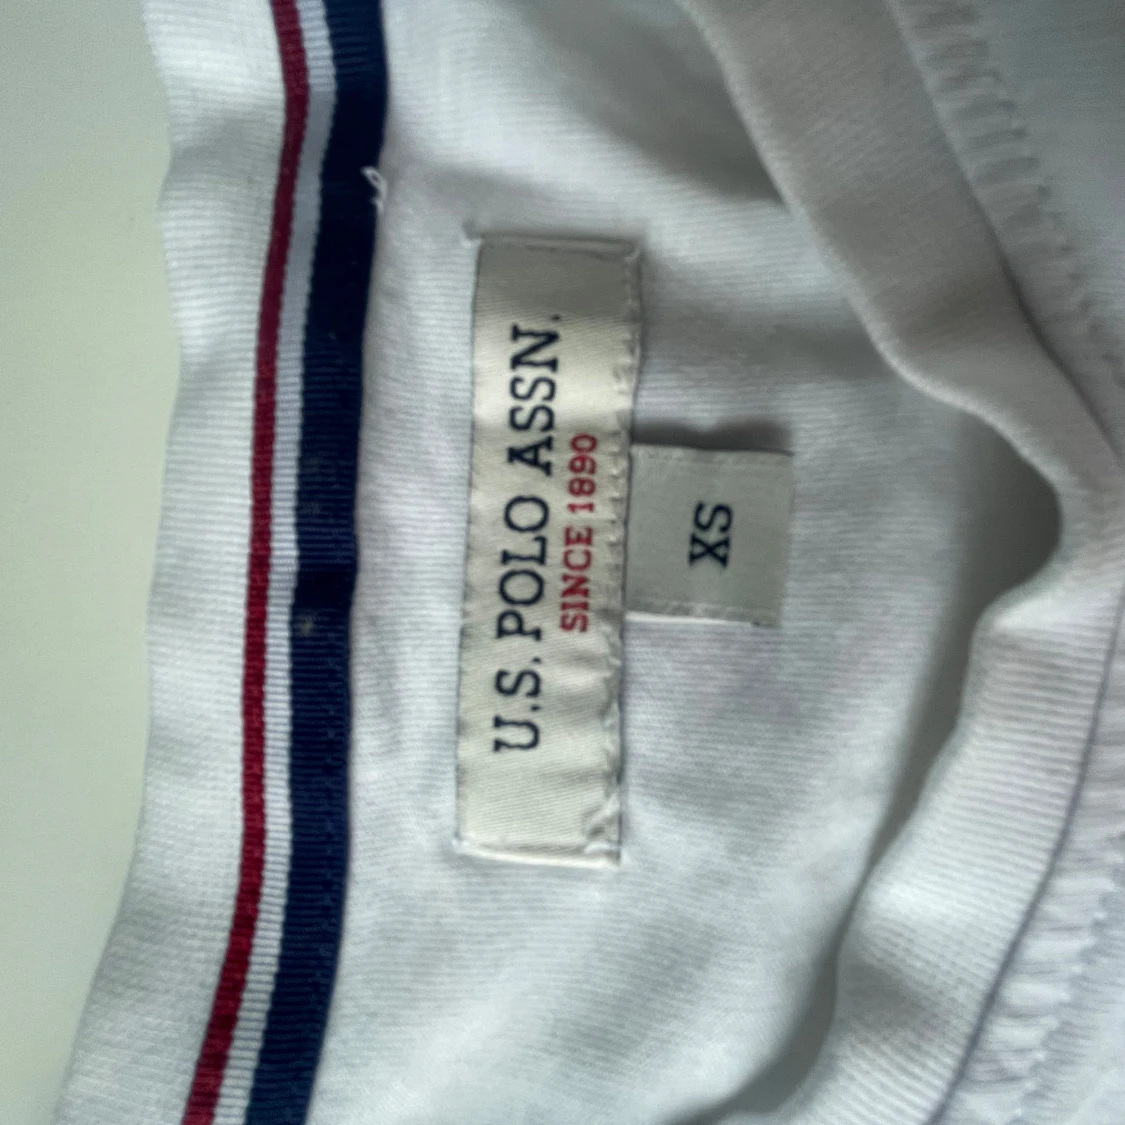 U.S. POLO ASSN.
SINCE 1890
XS